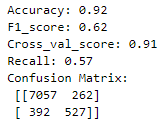 Accuracy: 0.92
F1_score: 0.62
Cross_val_score: 0.91
Recall: 0.57
Confusion Matrix:
[[7057  262]
[ 392  527]]